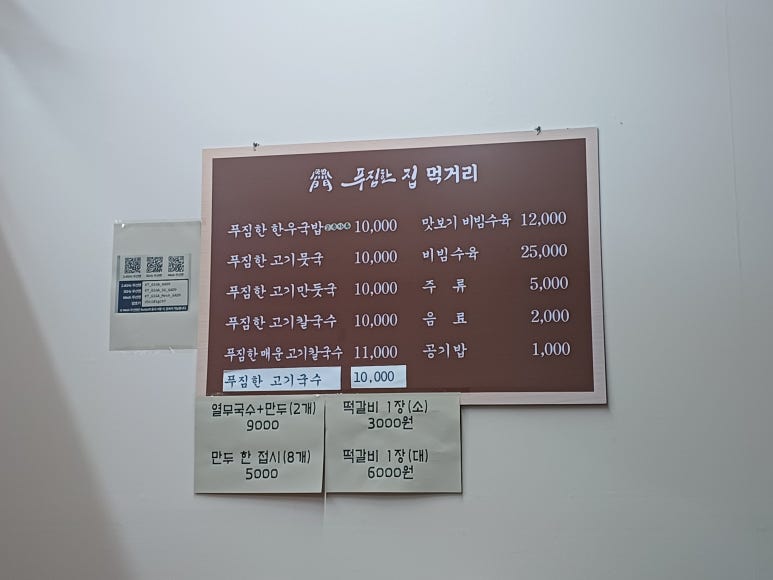 푸짐한 집 먹거리
푸짐한 한우국밥 10,000
푸짐한 고기뭇국 10,000
푸짐한 고기만둣국 10,000
푸짐한 고기칼국수 10,000
푸짐한 매운 고기칼국수 11,000
푸짐한 고기국수 10,000
맛보기 비빔수육 12,000
비빔수육 25,000
주 류 5,000
음 료 2,000
공기밥 1,000
열무국수+만두(2개)
9000
만두 한 접시(8개)
5000
떡갈비 1장(소)
3000원
떡갈비 1장(대)
6000원